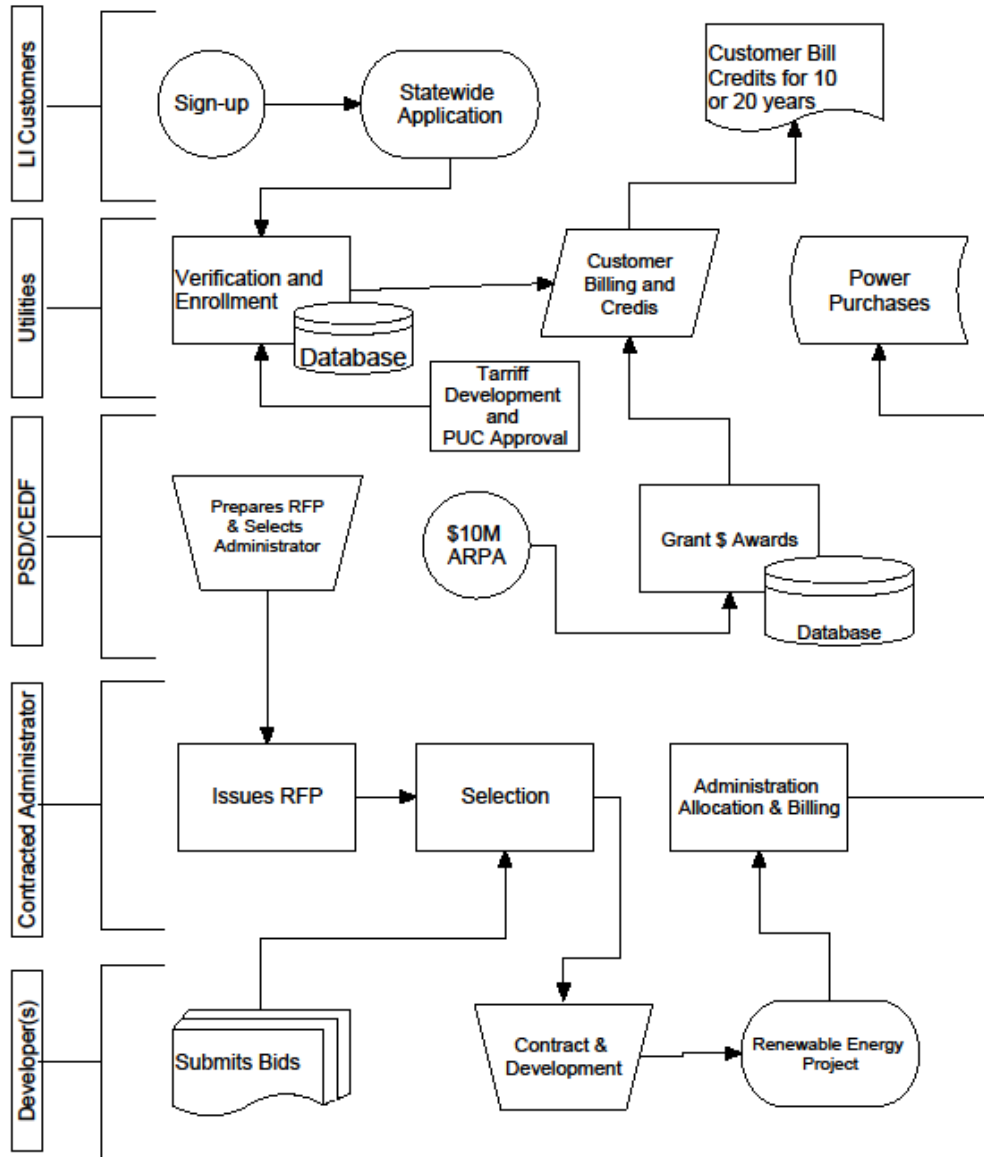 LI Customers
Sign-up
Statewide
Application
Customer Bill
Credits for 10
or 20 years
Utilities
Verification and
Enrollment
Database
Customer
Billing and
Credis
Power
Purchases
Tarriff
Development
and
PUC Approval
PSD/CEDF
Prepares RFP
& Selects
Administrator
$10M
ARPA
Grant $ Awards
Database
Contracted Administrator
Issues RFP
Selection
Administration
Allocation & Billing
Developer(s)
Submits Bids
Contract &
Development
Renewable Energy
Project